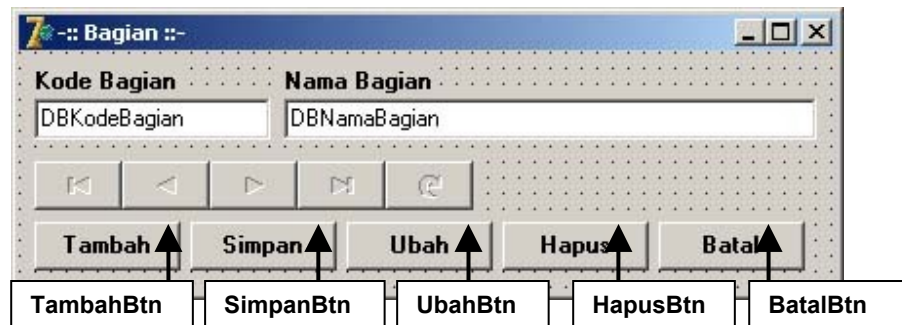 -:: Bagian ::-
Kode Bagian Nama Bagian
DBKodeBagian DBNamaBagian
Tambah Simpan Ubah Hapus Batal
TambahBtn SimpanBtn UbahBtn HapusBtn BatalBtn